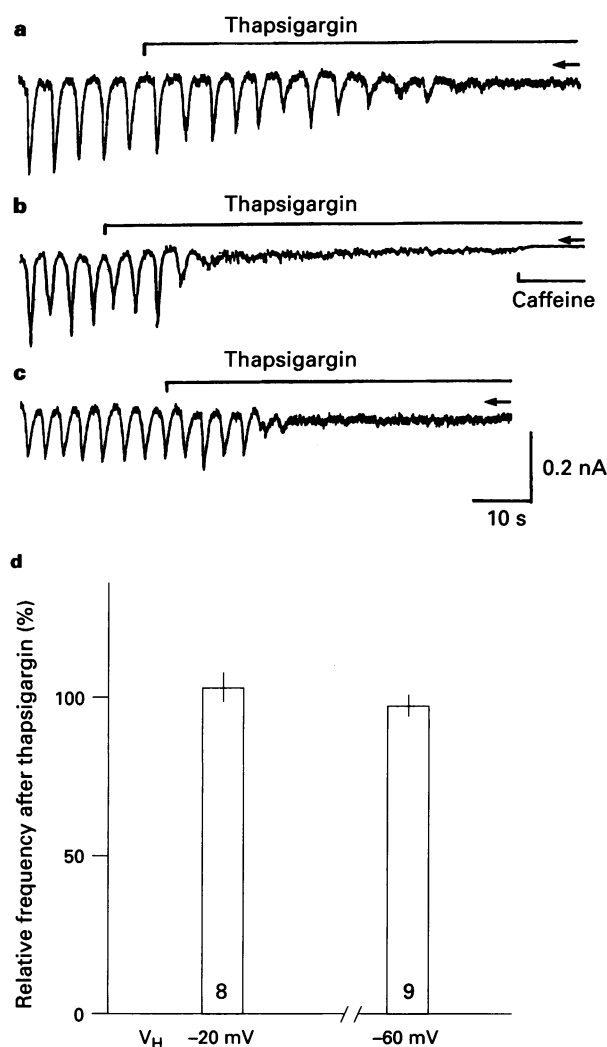 a
Thapsigargin
b
Thapsigargin
Caffeine
c
Thapsigargin
0.2 nA
10 s
d
Relative frequency after thapsigargin (%)
100
50
0
8
9
V_H −20 mV −60 mV